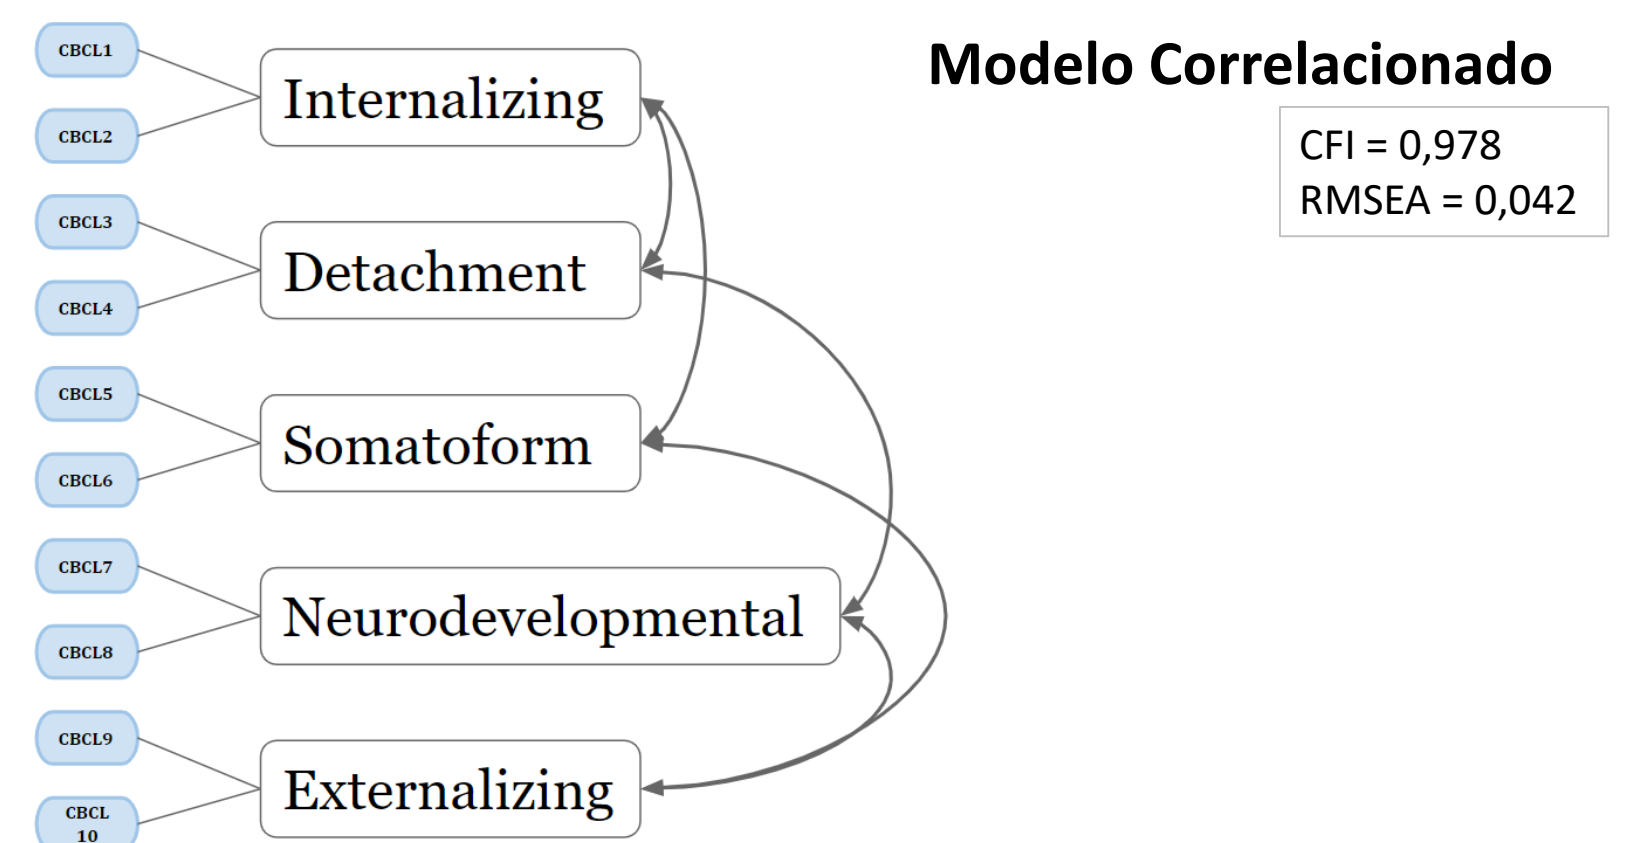 CBCL1
Internalizing
Modelo Correlacionado
CFI = 0,978
RMSEA = 0,042
CBCL2
CBCL3
Detachment
CBCL4
CBCL5
Somatoform
CBCL6
CBCL7
Neurodevelopmental
CBCL8
CBCL9
Externalizing
CBCL
10